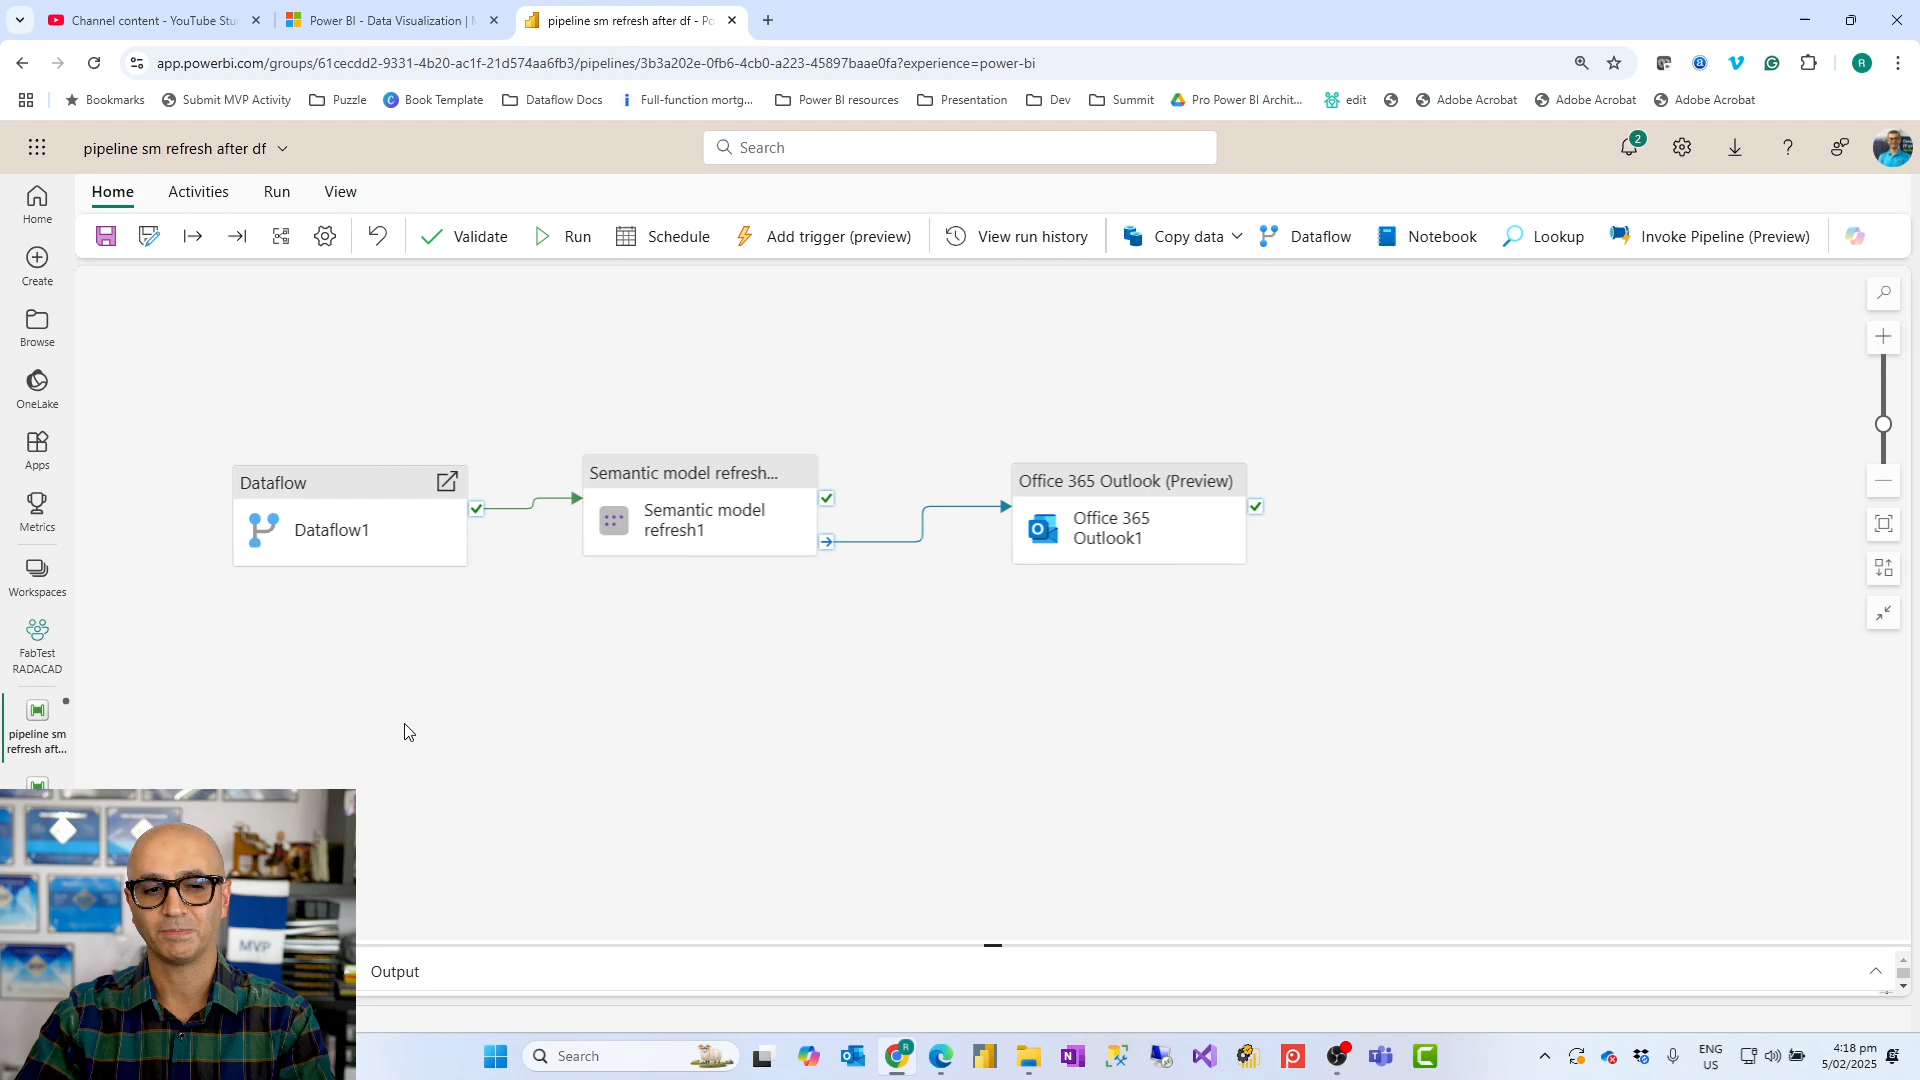 Channel content - YouTube Stu
Power BI - Data Visualization | M
pipeline sm refresh after df - Po
app.powerbi.com/groups/61cecdd2-9331-4b20-ac1f-21d574aa6fb3/pipelines/3b3a202e-0fb6-4cb0-a223-45897baae0fa?experience=power-bi
R
Bookmarks
Submit MVP Activity
Puzzle
Book Template
Dataflow Docs
Full-function mortg...
Power BI resources
Presentation
Dev
Summit
Pro Power BI Archit...
edit
Adobe Acrobat
Adobe Acrobat
Adobe Acrobat
pipeline sm refresh after df
Search
2
Home
Activities
Run
View
Validate
Run
Schedule
Add trigger (preview)
View run history
Copy data
Dataflow
Notebook
Lookup
Invoke Pipeline (Preview)
Home
Create
Browse
OneLake
Apps
Metrics
Workspaces
FabTest
RADACAD
pipeline sm
refresh aft...
Dataflow
Dataflow1
Semantic model refresh...
Semantic model
refresh1
Office 365 Outlook (Preview)
Office 365
Outlook1
MVP
Output
Search
ENG
US
4:18 pm
5/02/2025